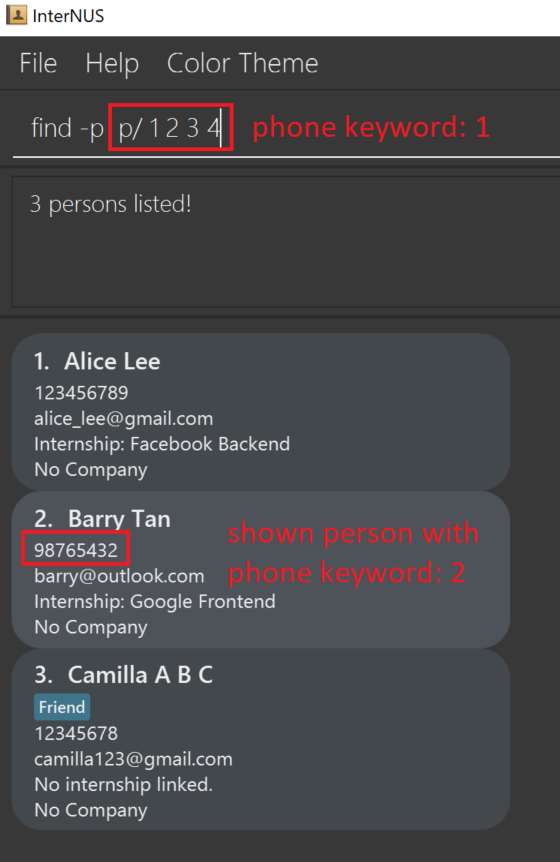 InterNUS
File Help Color Theme
find -p p/ 1 2 3 4 phone keyword: 1
3 persons listed!
1. Alice Lee
123456789
alice_lee@gmail.com
Internship: Facebook Backend
No Company
2. Barry Tan
98765432
barry@outlook.com
Internship: Google Frontend
No Company
shown person with
phone keyword: 2
3. Camilla A B C
Friend
12345678
camilla123@gmail.com
No internship linked.
No Company